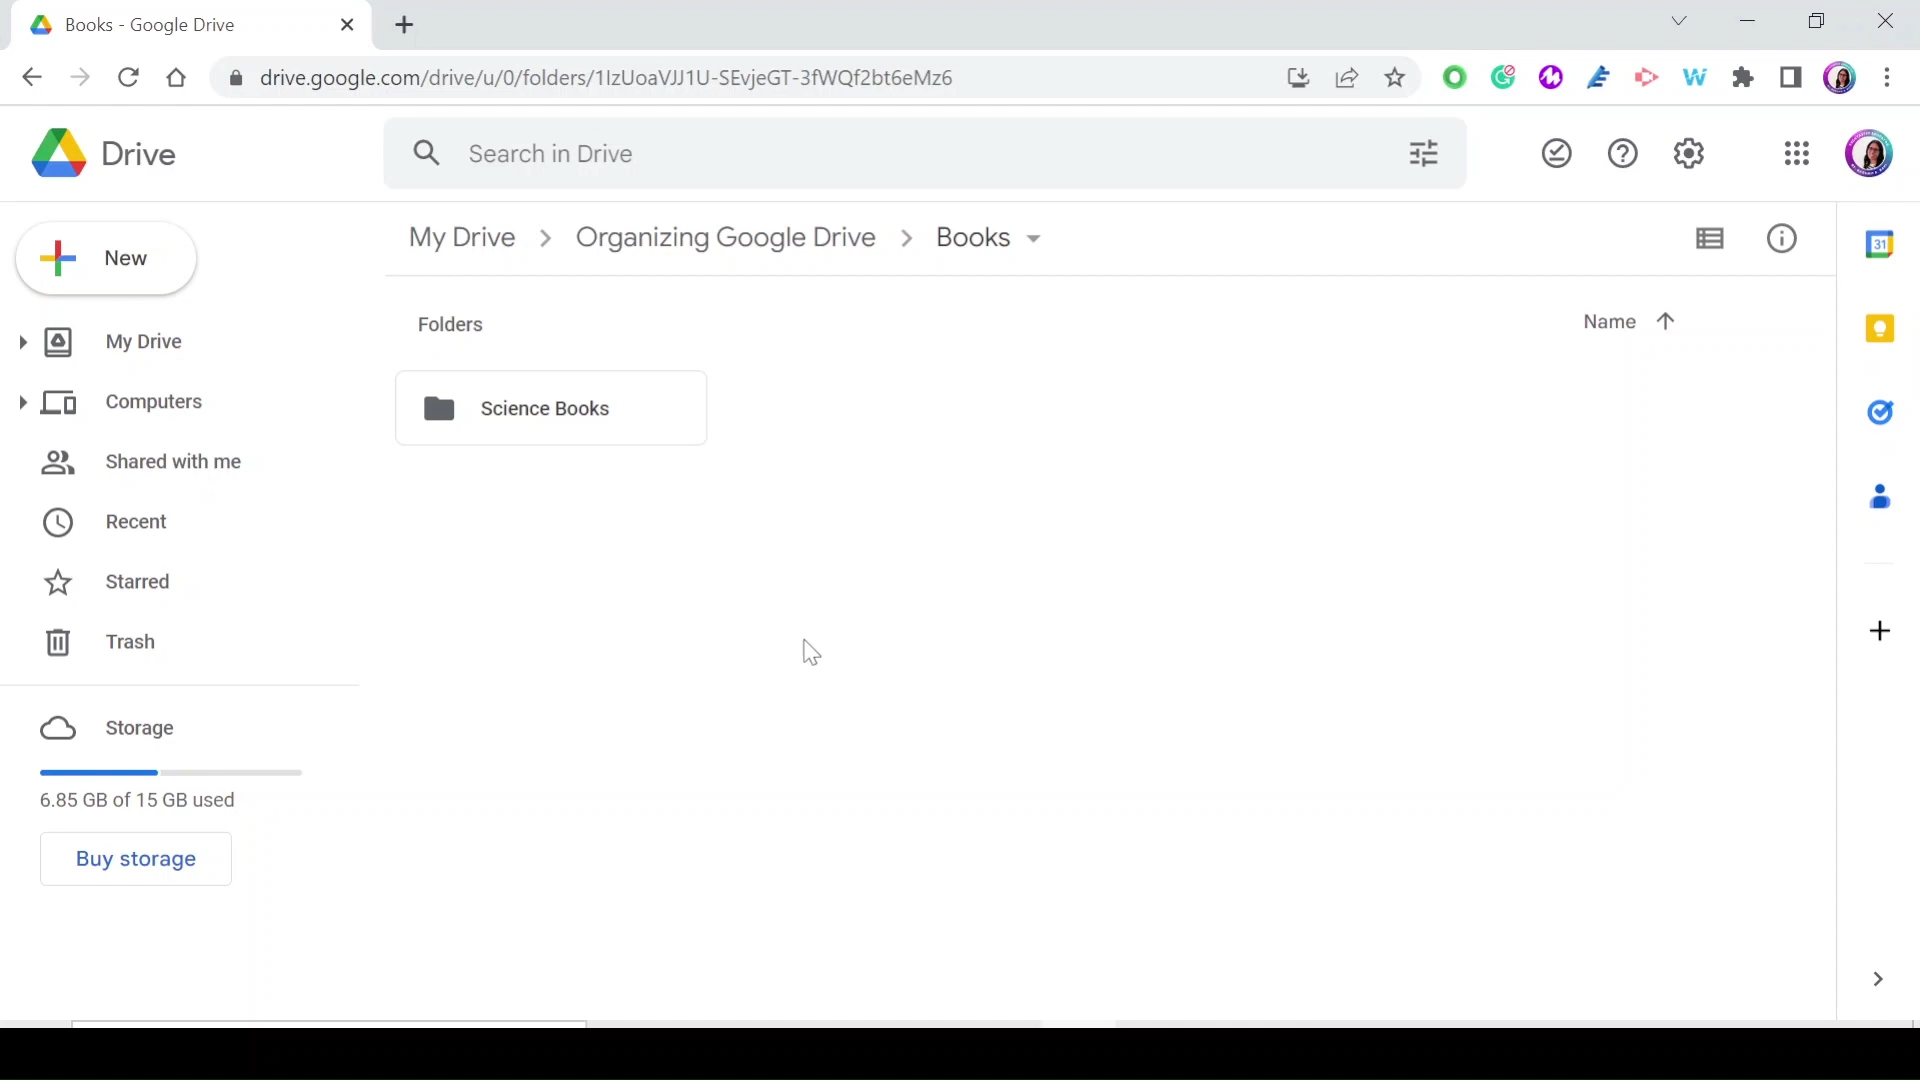 Books - Google Drive
drive.google.com/drive/u/0/folders/1IzUoaVJJ1U-SEvjeGT-3fWQf2bt6eMz6
Drive
Search in Drive
New
My Drive
Computers
Shared with me
Recent
Starred
Trash
Storage
6.85 GB of 15 GB used
Buy storage
My Drive > Organizing Google Drive > Books
Folders
Name
Science Books
31